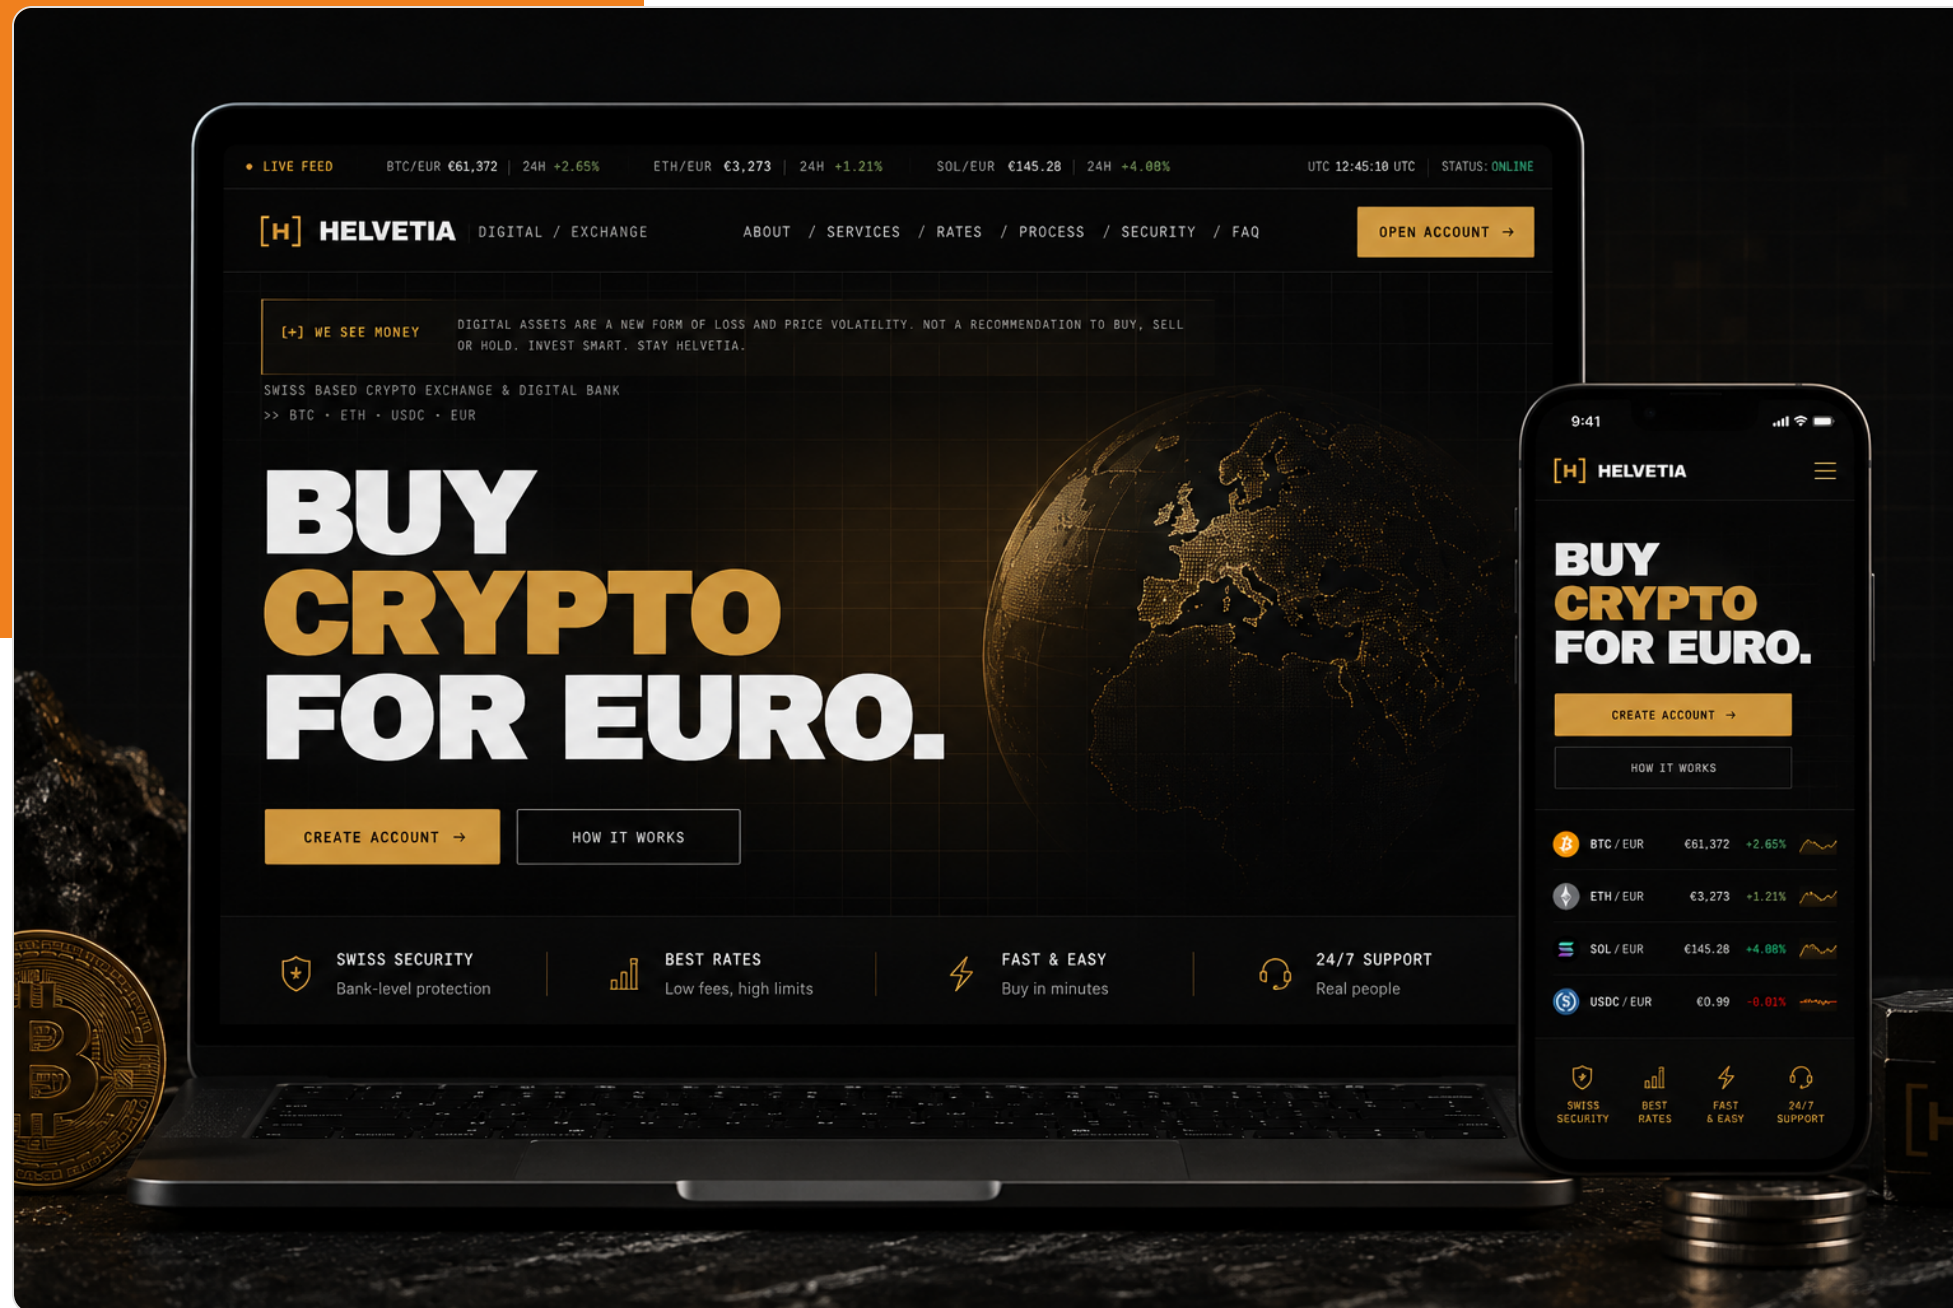 LIVE FEED BTC/EUR €61,372 | 24H +2.65% ETH/EUR €3,273 | 24H +1.21% SOL/EUR €145.28 | 24H +4.08% UTC 12:45:10 UTC | STATUS: ONLINE
[H] HELVETIA DIGITAL / EXCHANGE ABOUT / SERVICES / RATES / PROCESS / SECURITY / FAQ OPEN ACCOUNT →
[+] WE SEE MONEY
DIGITAL ASSETS ARE A NEW FORM OF LOSS AND PRICE VOLATILITY. NOT A RECOMMENDATION TO BUY, SELL
OR HOLD. INVEST SMART. STAY HELVETIA.
SWISS BASED CRYPTO EXCHANGE & DIGITAL BANK
>> BTC · ETH · USDC · EUR
BUY
CRYPTO
FOR EURO.
CREATE ACCOUNT → HOW IT WORKS
SWISS SECURITY
Bank-level protection
BEST RATES
Low fees, high limits
FAST & EASY
Buy in minutes
24/7 SUPPORT
Real people
9:41
[H] HELVETIA
BUY
CRYPTO
FOR EURO.
CREATE ACCOUNT →
HOW IT WORKS
BTC / EUR €61,372 +2.65%
ETH / EUR €3,273 +1.21%
SOL / EUR €145.28 +4.08%
USDC / EUR €0.99 -0.01%
SWISS
SECURITY
BEST
RATES
FAST
& EASY
24/7
SUPPORT